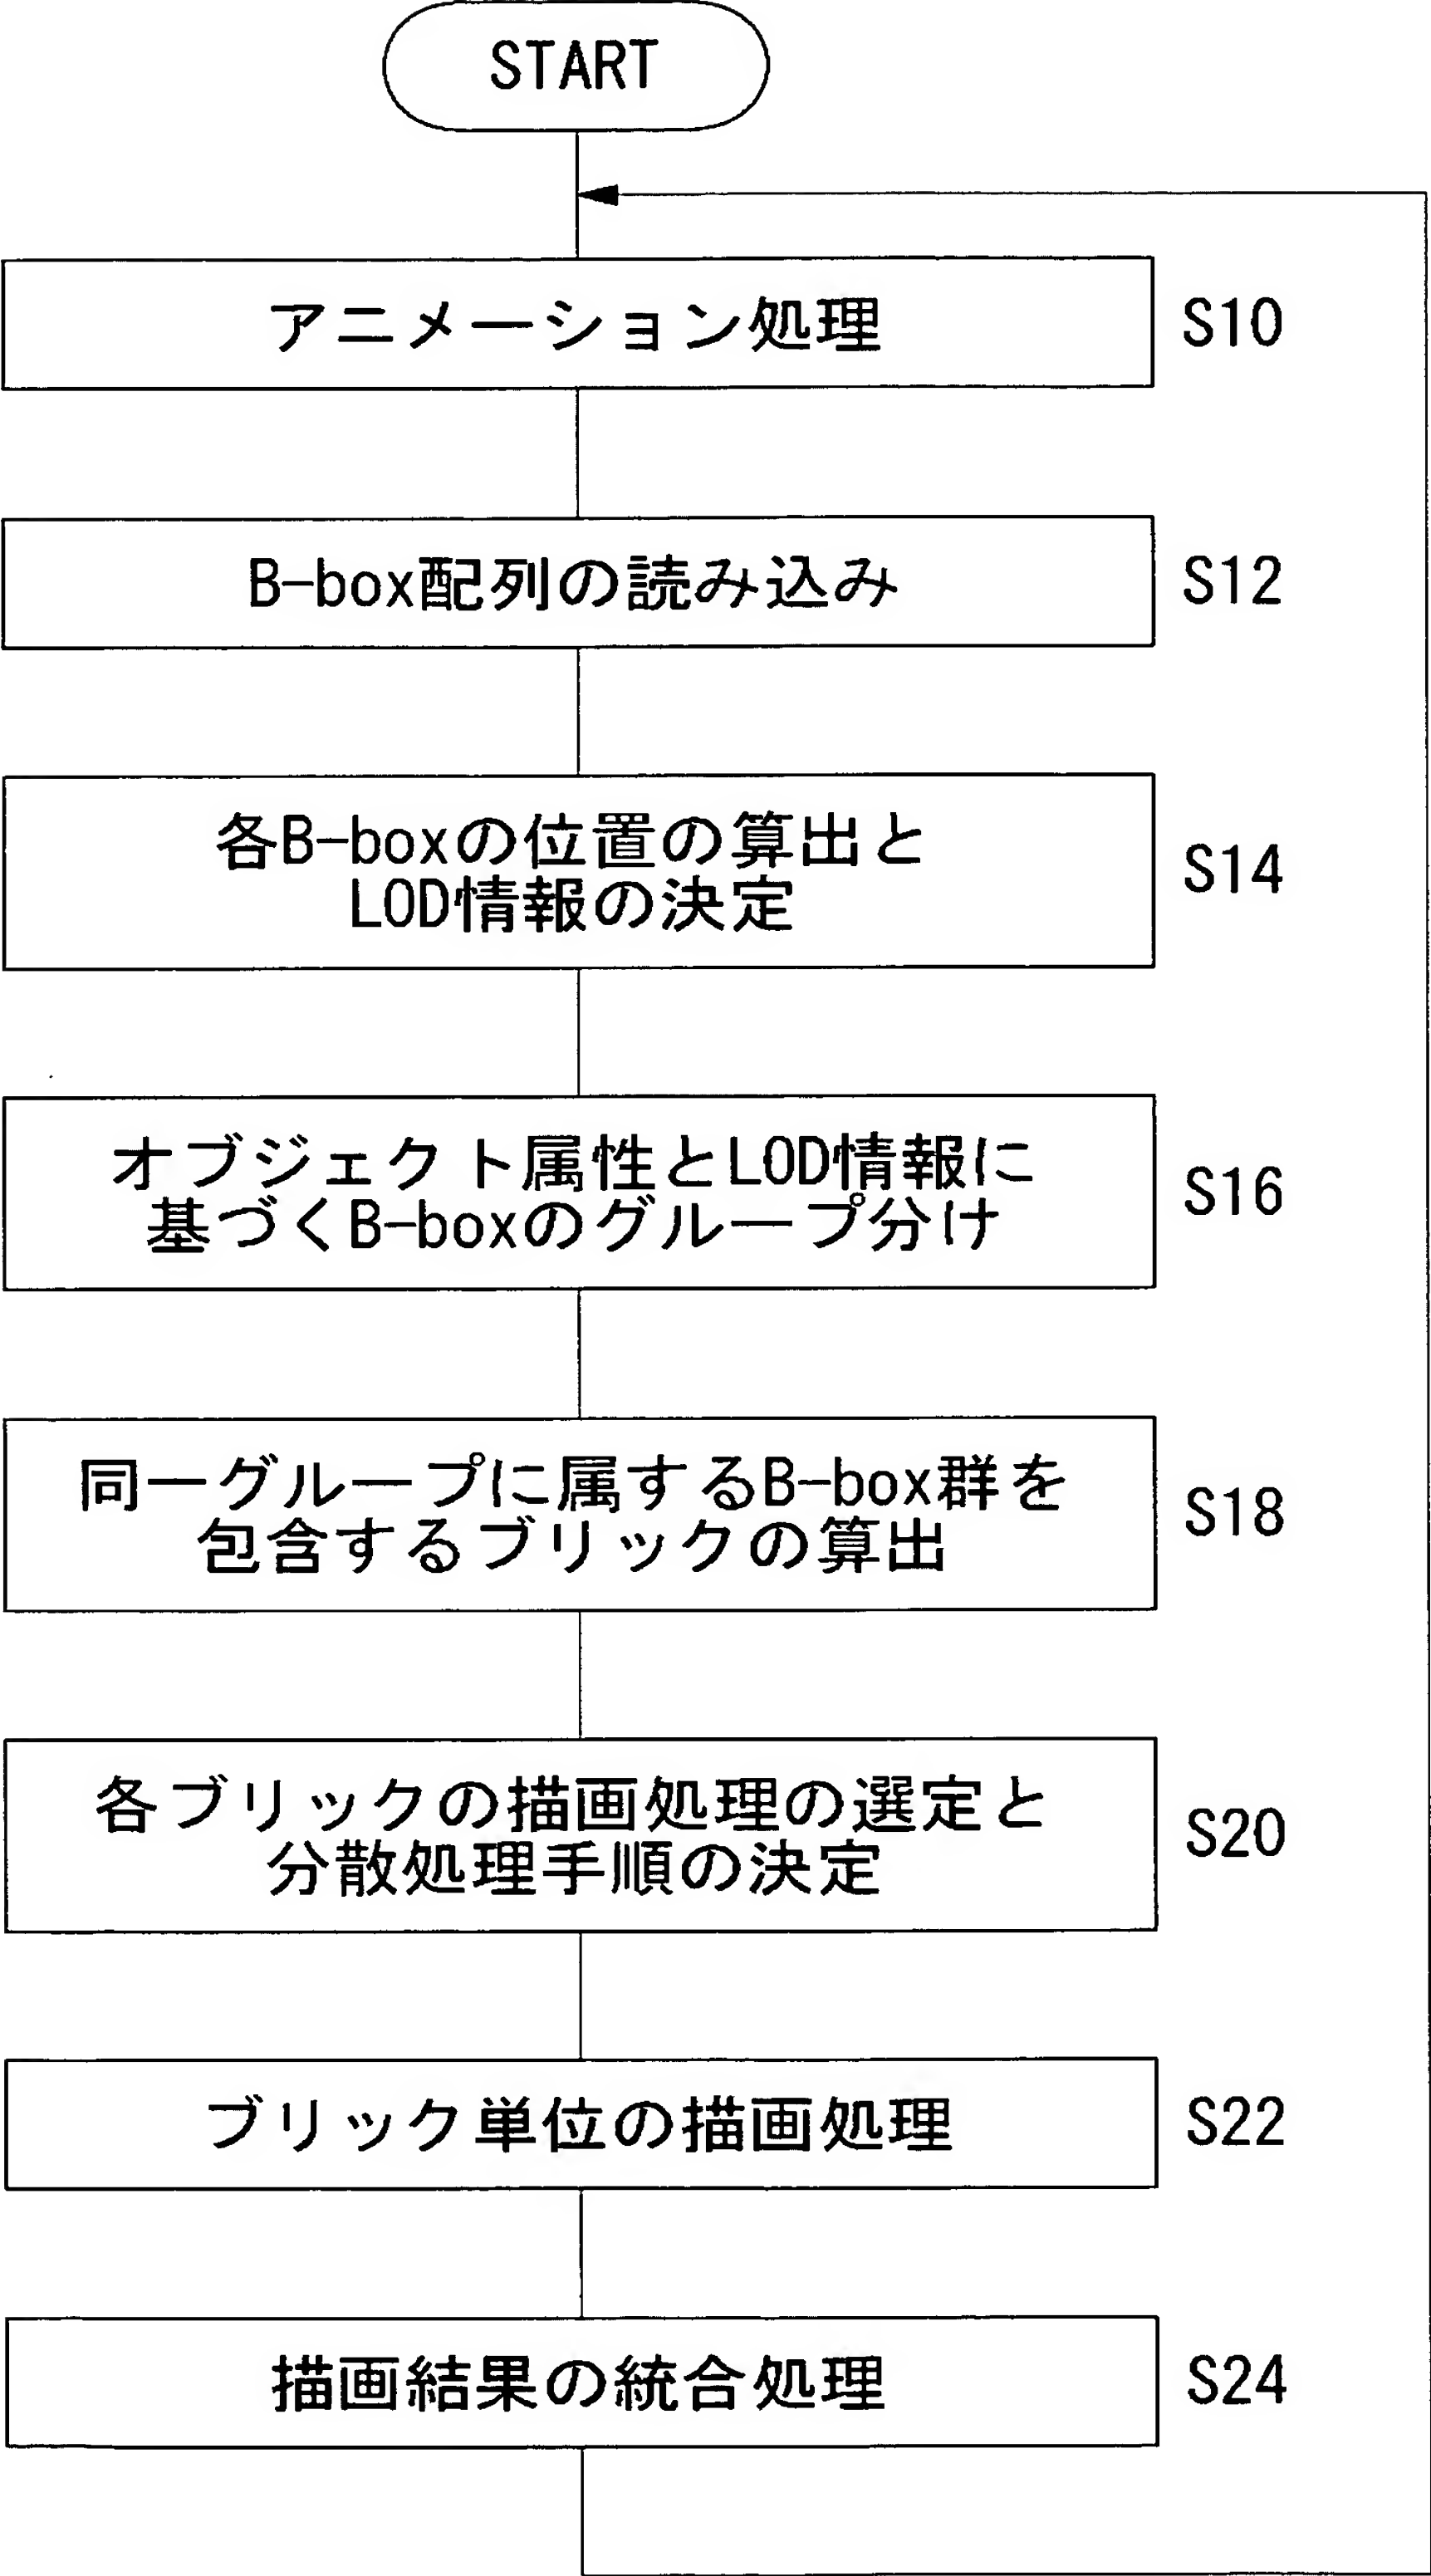 START
アニメーション処理
S10
B-box配列の読み込み
S12
各B-boxの位置の算出と
LOD情報の決定
S14
オブジェクト属性とLOD情報に
基づくB-boxのグループ分け
S16
同一グループに属するB-box群を
包含するブリックの算出
S18
各ブリックの描画処理の選定と
分散処理手順の決定
S20
ブリック単位の描画処理
S22
描画結果の統合処理
S24